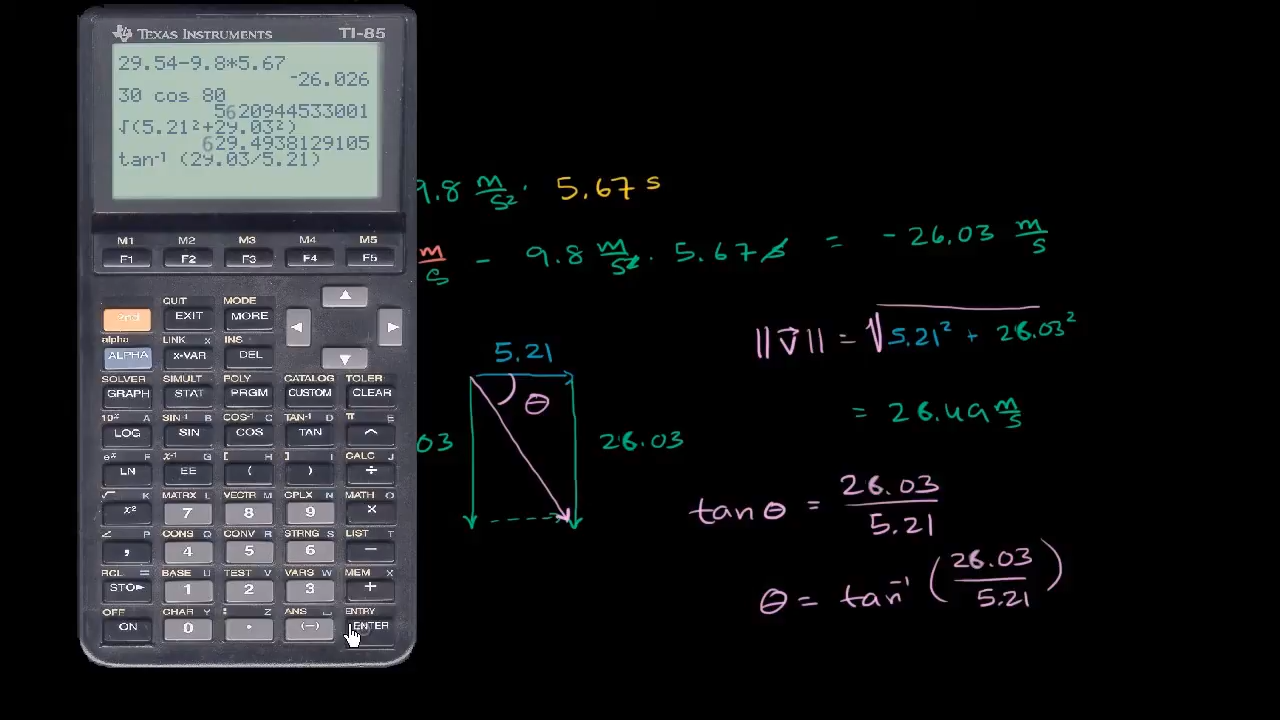 TEXAS INSTRUMENTS TI-85
29.54-9.8*5.67
-26.026
30 cos 80
5620944533001
√(5.21²+29.03²)
629.4938129105
tan⁻¹ (29.03/5.21)
M1 M2 M3 M4 M5
F1 F2 F3 F4 F5
QUIT MODE
2nd EXIT MORE
alpha LINK x INS
ALPHA x-VAR DEL
SOLVER SIMULT POLY CATALOG TOLER
GRAPH STAT PRGM CUSTOM CLEAR
10ˣ A SIN⁻¹ B COS⁻¹ C TAN⁻¹ D π E
LOG SIN COS TAN ^
eˣ F x⁻¹ G [ H ] I CALC J
LN EE ( ) ÷
√ K MATRX L VECTR M CPLX N MATH O
x² 7 8 9 ×
∠ P CONS Q CONV R STRNG S LIST T
, 4 5 6 −
RCL = BASE U TEST V VARS W MEM X
STO▸ 1 2 3 +
OFF CHAR Y : Z ANS ␣ ENTRY
ON 0 . (−) ENTER
9.8 m/s² · 5.67 s
m/s - 9.8 m/s² · 5.67 s = -26.03 m/s
||v⃗|| = √5.21² + 26.03²
= 26.49 m/s
5.21
θ
03
26.03
tan θ = 26.03/5.21
θ = tan⁻¹ (26.03/5.21)